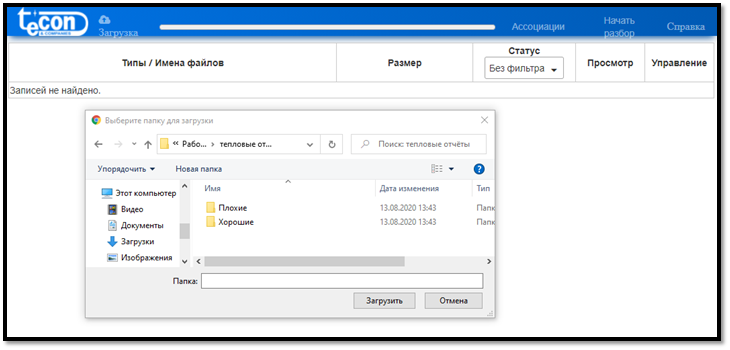 tecon
& COMPANIES
Загрузка
Ассоциации
Начать
разбор
Справка
Типы / Имена файлов
Размер
Статус
Без фильтра
Просмотр
Управление
Записей не найдено.
Выберите папку для загрузки
« Рабо... › тепловые от...
Поиск: тепловые отчёты
Упорядочить
Новая папка
Этот компьютер
Видео
Документы
Загрузки
Изображения
Имя
Дата изменения
Тип
Плохие
13.08.2020 13:43
Папк
Хорошие
13.08.2020 13:43
Папк
Папка:
Загрузить
Отмена